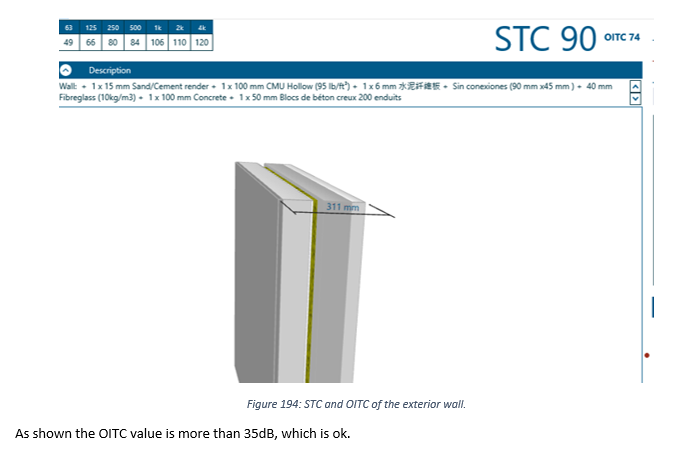 63 125 250 500 1k 2k 4k
49 66 80 84 106 110 120
STC 90 OITC 74
Description
Wall: + 1 x 15 mm Sand/Cement render + 1 x 100 mm CMU Hollow (95 lb/ft³) + 1 x 6 mm 水泥纤维板 + Sin conexiones (90 mm x45 mm ) + 40 mm
Fibreglass (10kg/m3) + 1 x 100 mm Concrete + 1 x 50 mm Blocs de béton creux 200 enduits
311 mm
Figure 194: STC and OITC of the exterior wall.
As shown the OITC value is more than 35dB, which is ok.